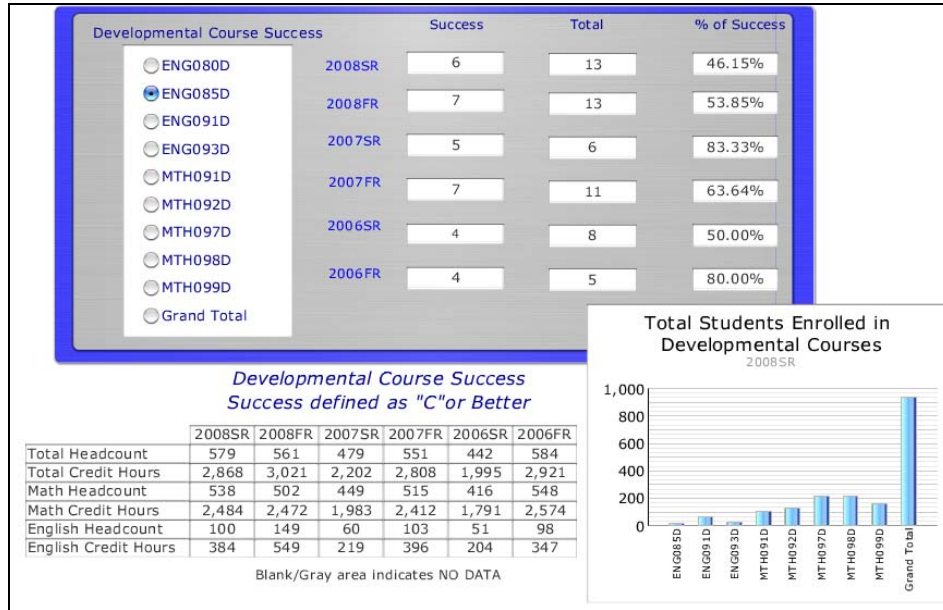 Developmental Course Success
Success Total % of Success
ENG080D
ENG085D
ENG091D
ENG093D
MTH091D
MTH092D
MTH097D
MTH098D
MTH099D
Grand Total
2008SR 6 13 46.15%
2008FR 7 13 53.85%
2007SR 5 6 83.33%
2007FR 7 11 63.64%
2006SR 4 8 50.00%
2006FR 4 5 80.00%
Developmental Course Success
Success defined as "C"or Better
2008SR 2008FR 2007SR 2007FR 2006SR 2006FR
Total Headcount 579 561 479 551 442 584
Total Credit Hours 2,868 3,021 2,202 2,808 1,995 2,921
Math Headcount 538 502 449 515 416 548
Math Credit Hours 2,484 2,472 1,983 2,412 1,791 2,574
English Headcount 100 149 60 103 51 98
English Credit Hours 384 549 219 396 204 347
Blank/Gray area indicates NO DATA
Total Students Enrolled in
Developmental Courses
2008SR
1,000
800
600
400
200
0
ENG085D
ENG091D
ENG093D
MTH091D
MTH092D
MTH097D
MTH098D
MTH099D
Grand Total